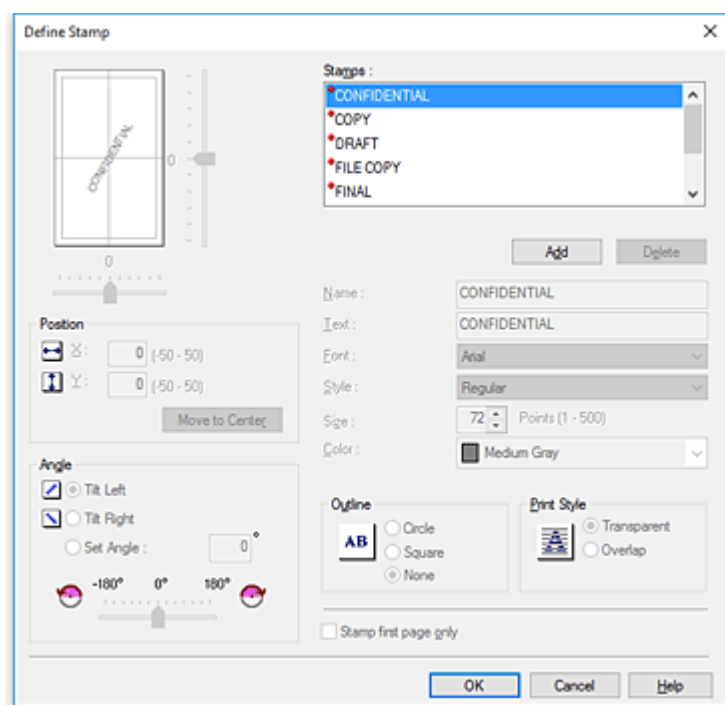 Define Stamp
CONFIDENTIAL
0
0
Stamps :
CONFIDENTIAL
COPY
DRAFT
FILE COPY
FINAL
Add Delete
Name : CONFIDENTIAL
Text : CONFIDENTIAL
Font : Arial
Style : Regular
Size : 72 Points (1 - 500)
Color : Medium Gray
Position
X: 0 (-50 - 50)
Y: 0 (-50 - 50)
Move to Center
Angle
Tilt Left
Tilt Right
Set Angle : 0 °
-180° 0° 180°
Outline
AB
Circle
Square
None
Print Style
A
Transparent
Overlap
Stamp first page only
OK Cancel Help